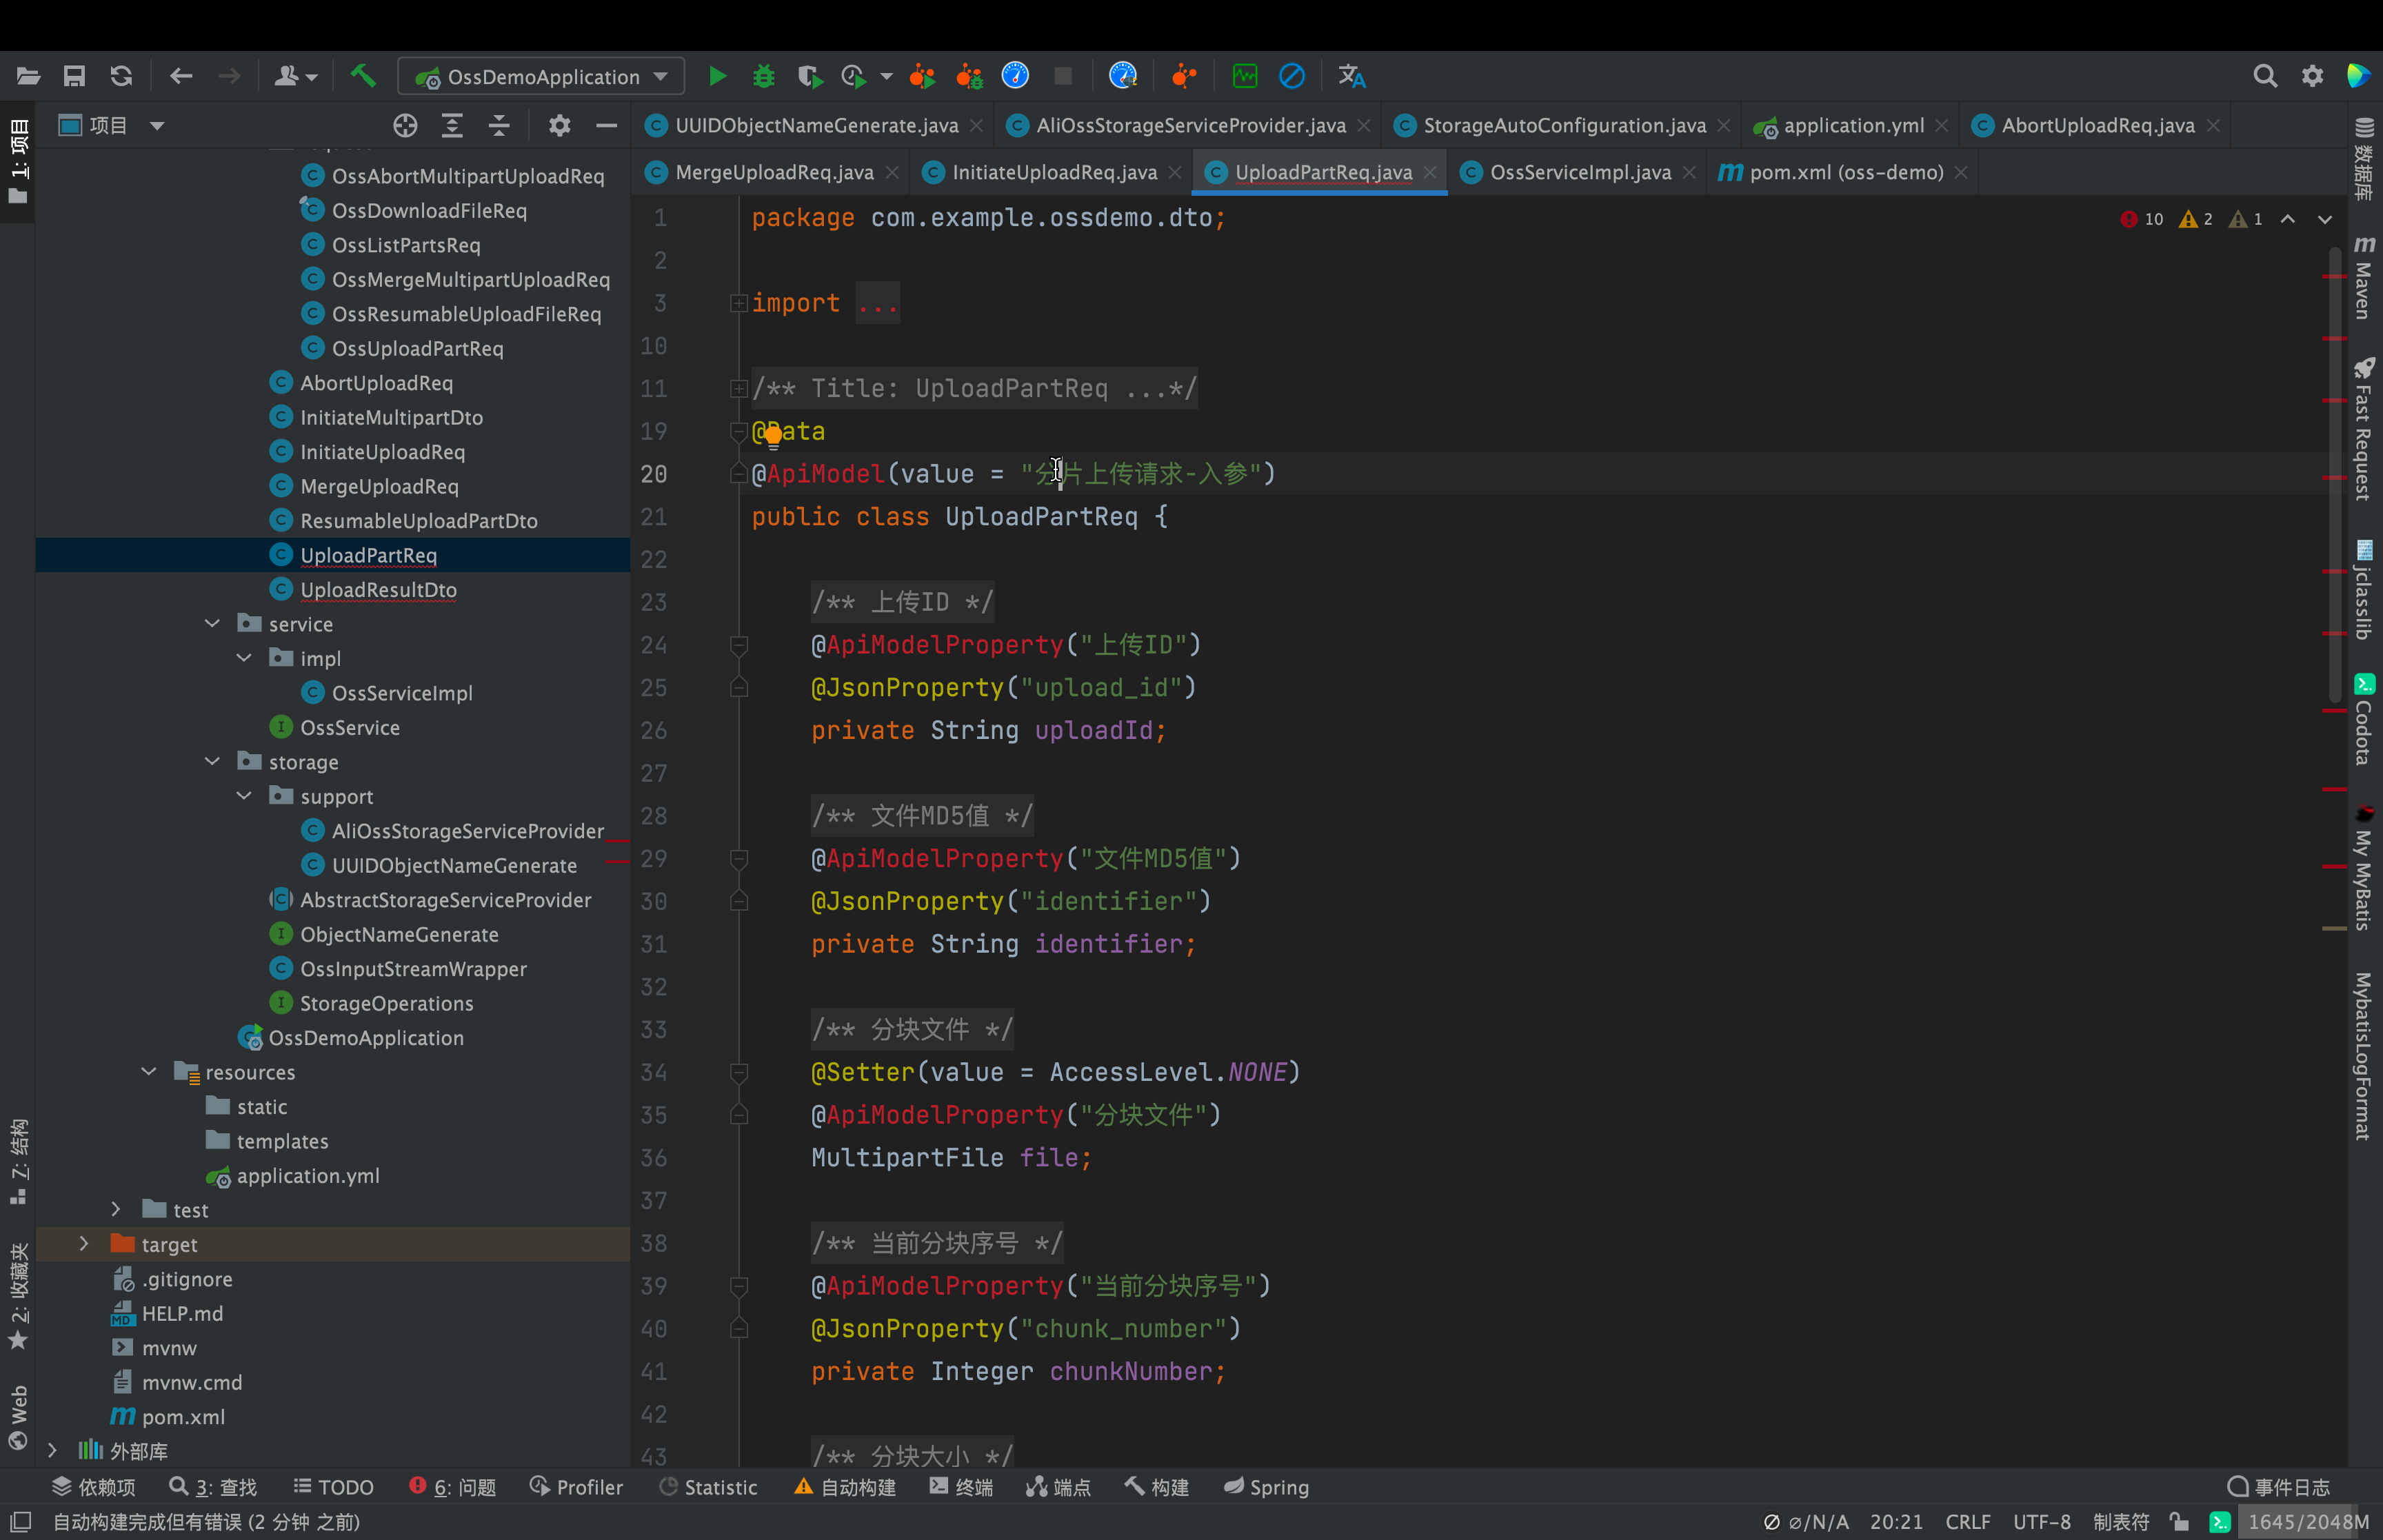 OssDemoApplication
项目
UUIDObjectNameGenerate.java
AliOssStorageServiceProvider.java
StorageAutoConfiguration.java
application.yml
AbortUploadReq.java
MergeUploadReq.java
InitiateUploadReq.java
UploadPartReq.java
OssServiceImpl.java
pom.xml (oss-demo)
1: 项目
Z: 结构
2: 收藏夹
Web
OssAbortMultipartUploadReq
OssDownloadFileReq
OssListPartsReq
OssMergeMultipartUploadReq
OssResumableUploadFileReq
OssUploadPartReq
AbortUploadReq
InitiateMultipartDto
InitiateUploadReq
MergeUploadReq
ResumableUploadPartDto
UploadPartReq
UploadResultDto
service
impl
OssServiceImpl
OssService
storage
support
AliOssStorageServiceProvider
UUIDObjectNameGenerate
AbstractStorageServiceProvider
ObjectNameGenerate
OssInputStreamWrapper
StorageOperations
OssDemoApplication
resources
static
templates
application.yml
test
target
.gitignore
HELP.md
mvnw
mvnw.cmd
pom.xml
外部库
10 2 1
1 package com.example.ossdemo.dto;
2
3 import ...
10
11 /** Title: UploadPartReq ...*/
19 @Data
20 @ApiModel(value = "分片上传请求-入参")
21 public class UploadPartReq {
22
23 /** 上传ID */
24 @ApiModelProperty("上传ID")
25 @JsonProperty("upload_id")
26 private String uploadId;
27
28 /** 文件MD5值 */
29 @ApiModelProperty("文件MD5值")
30 @JsonProperty("identifier")
31 private String identifier;
32
33 /** 分块文件 */
34 @Setter(value = AccessLevel.NONE)
35 @ApiModelProperty("分块文件")
36 MultipartFile file;
37
38 /** 当前分块序号 */
39 @ApiModelProperty("当前分块序号")
40 @JsonProperty("chunk_number")
41 private Integer chunkNumber;
42
43 /** 分块大小 */
数据库
Maven
Fast Request
jclasslib
Codota
My MyBatis
MybatisLogFormat
依赖项
3: 查找
TODO
6: 问题
Profiler
Statistic
自动构建
终端
端点
构建
Spring
事件日志
自动构建完成但有错误 (2 分钟 之前)
∅/N/A
20:21
CRLF
UTF-8
制表符
1645/2048M